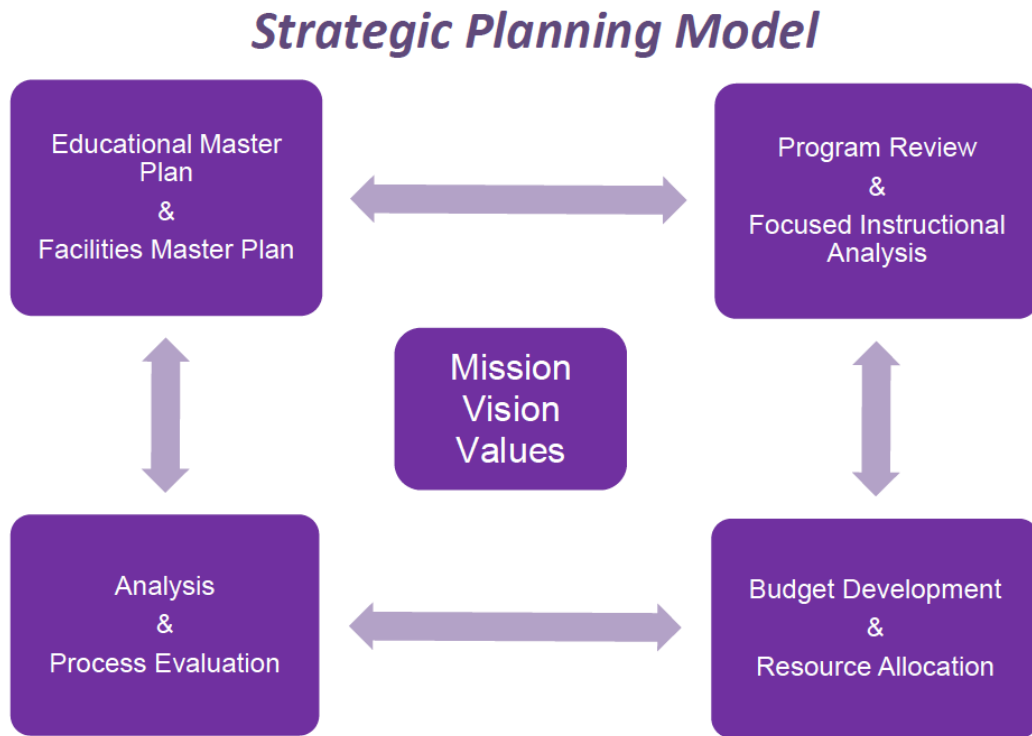 Strategic Planning Model
Educational Master
Plan
&
Facilities Master Plan
Program Review
&
Focused Instructional
Analysis
Mission
Vision
Values
Analysis
&
Process Evaluation
Budget Development
&
Resource Allocation